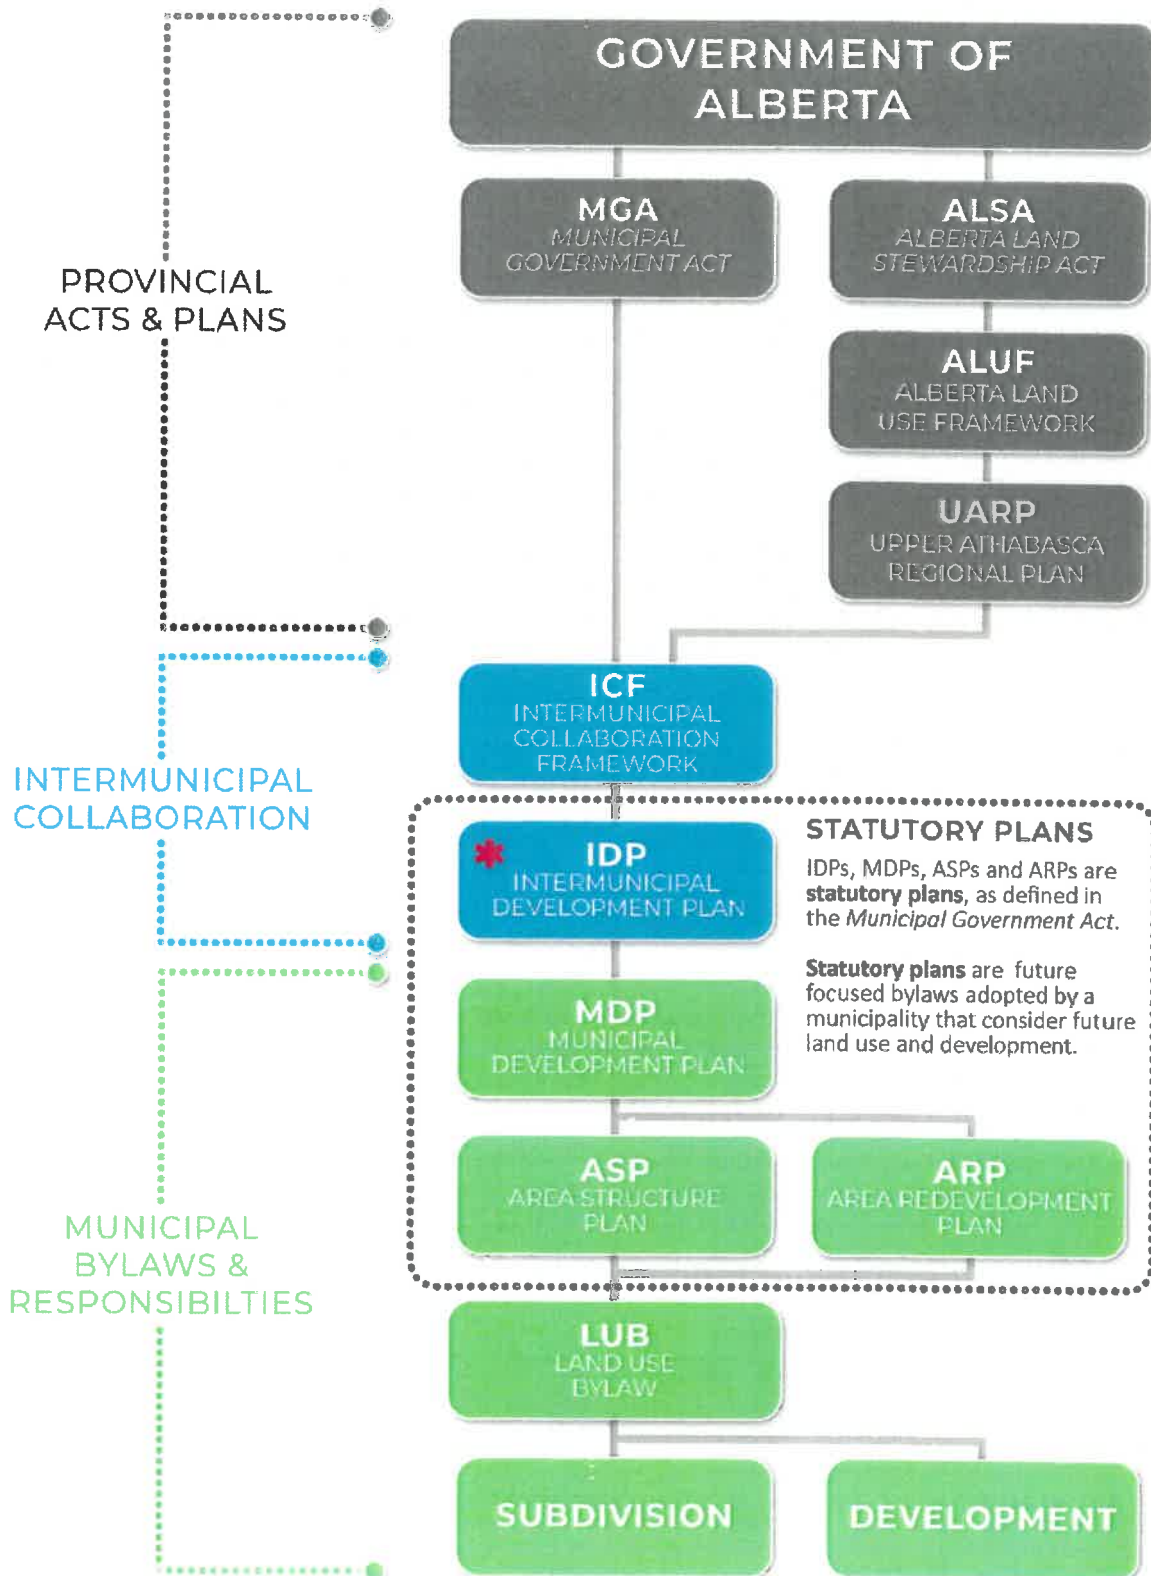 GOVERNMENT OF
ALBERTA
MGA
MUNICIPAL
GOVERNMENT ACT
ALSA
ALBERTA LAND
STEWARDSHIP ACT
PROVINCIAL
ACTS & PLANS
ALUF
ALBERTA LAND
USE FRAMEWORK
UARP
UPPER ATHABASCA
REGIONAL PLAN
ICF
INTERMUNICIPAL
COLLABORATION
FRAMEWORK
INTERMUNICIPAL
COLLABORATION
* IDP
INTERMUNICIPAL
DEVELOPMENT PLAN
STATUTORY PLANS
IDPs, MDPs, ASPs and ARPs are
statutory plans, as defined in
the Municipal Government Act.
Statutory plans are future
focused bylaws adopted by a
municipality that consider future
land use and development.
MDP
MUNICIPAL
DEVELOPMENT PLAN
ASP
AREA STRUCTURE
PLAN
ARP
AREA REDEVELOPMENT
PLAN
MUNICIPAL
BYLAWS &
RESPONSIBILTIES
LUB
LAND USE
BYLAW
SUBDIVISION
DEVELOPMENT